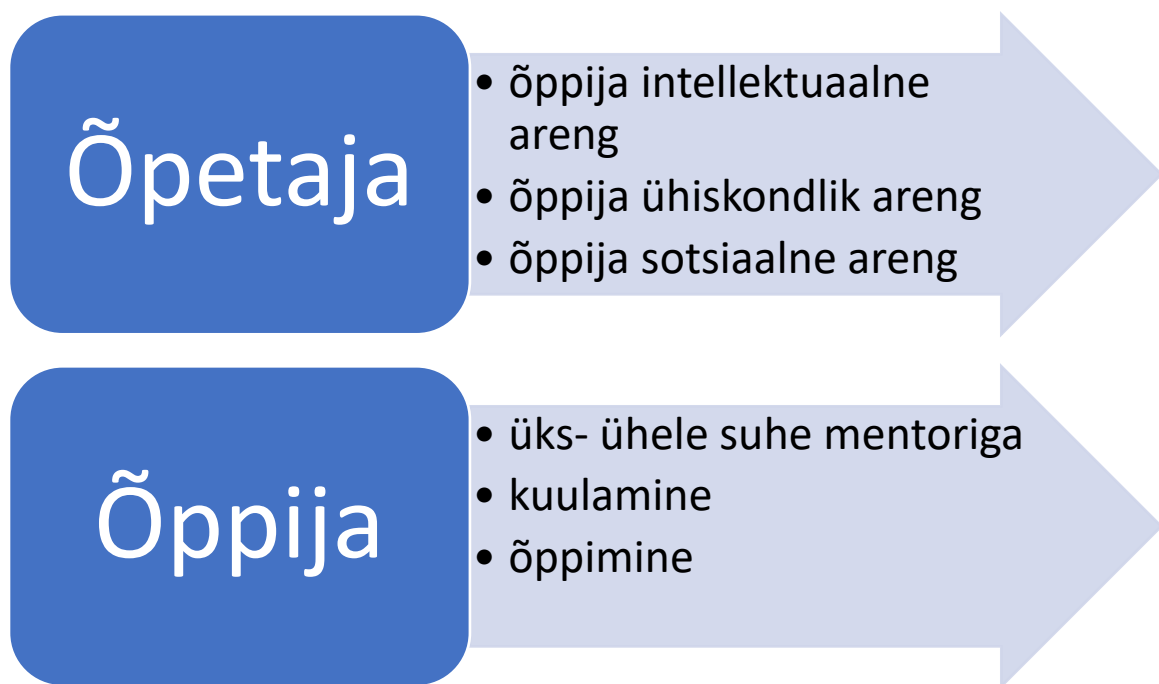 Õpetaja
• õppija intellektuaalne
areng
• õppija ühiskondlik areng
• õppija sotsiaalne areng
Õppija
• üks- ühele suhe mentoriga
• kuulamine
• õppimine